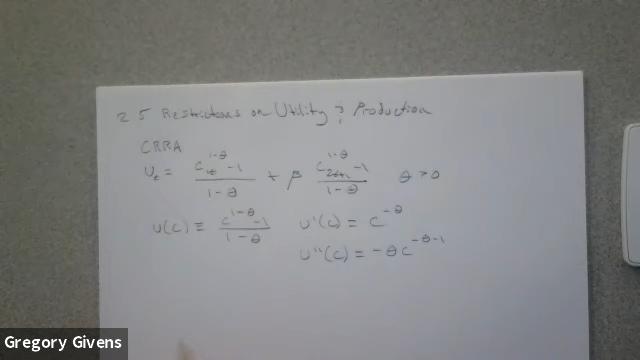 2.5 Restrictions on Utility & Production
CRRA
U_t = (c_{1t}^{1-θ} - 1)/(1-θ) + β (c_{2t+1}^{1-θ} - 1)/(1-θ)   θ > 0
u(c) ≡ (c^{1-θ} - 1)/(1-θ)   u'(c) = c^{-θ}
u''(c) = -θc^{-θ-1}
Gregory Givens